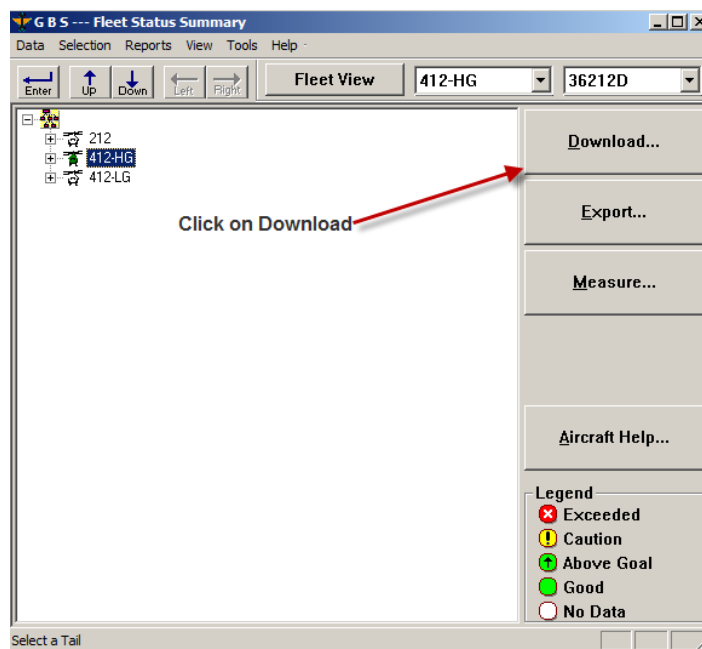 G B S --- Fleet Status Summary
Data Selection Reports View Tools Help
Enter Up Down Left Right Fleet View 412-HG 36212D
212
412-HG
412-LG
Download...
Click on Download
Export...
Measure...
Aircraft Help...
Legend
Exceeded
Caution
Above Goal
Good
No Data
Select a Tail